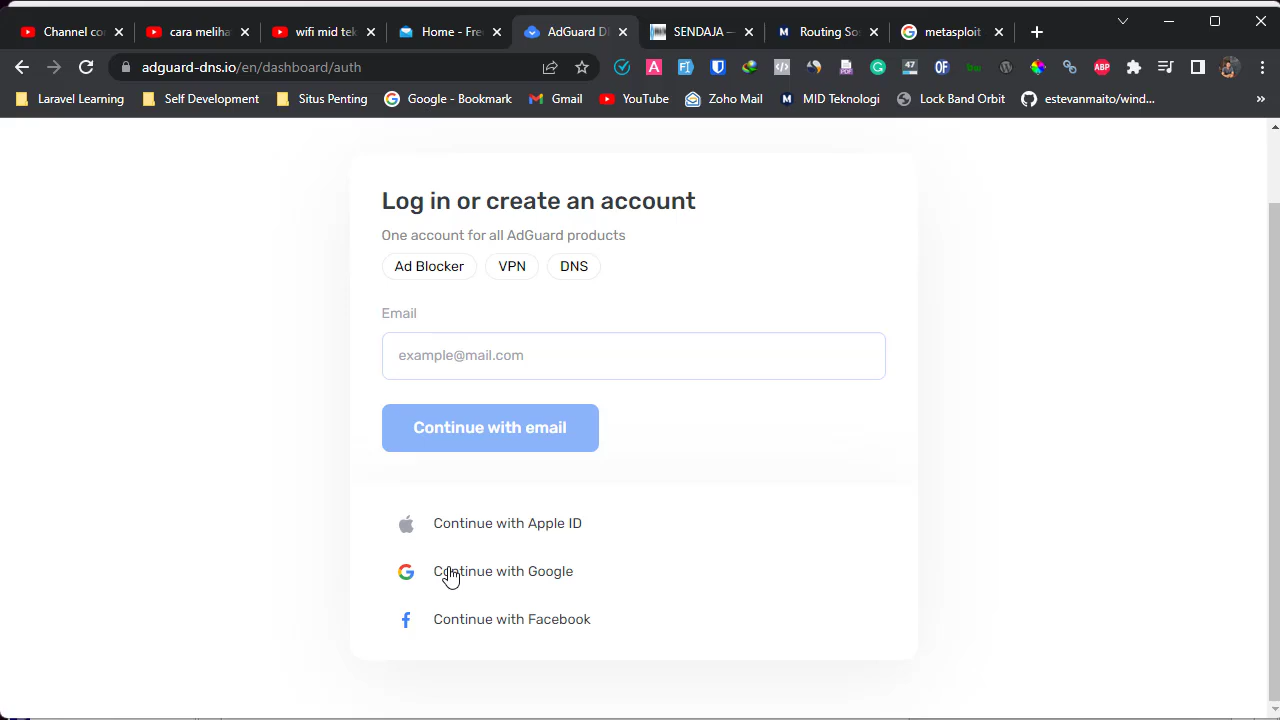 Channel co
cara meliha
wifi mid tek
Home - Fre
AdGuard D
SENDAJA —
Routing Sos
metasploit
adguard-dns.io/en/dashboard/auth
Laravel Learning
Self Development
Situs Penting
Google - Bookmark
Gmail
YouTube
Zoho Mail
MID Teknologi
Lock Band Orbit
estevanmaito/wind...
Log in or create an account
One account for all AdGuard products
Ad Blocker VPN DNS
Email
example@mail.com
Continue with email
Continue with Apple ID
Continue with Google
Continue with Facebook